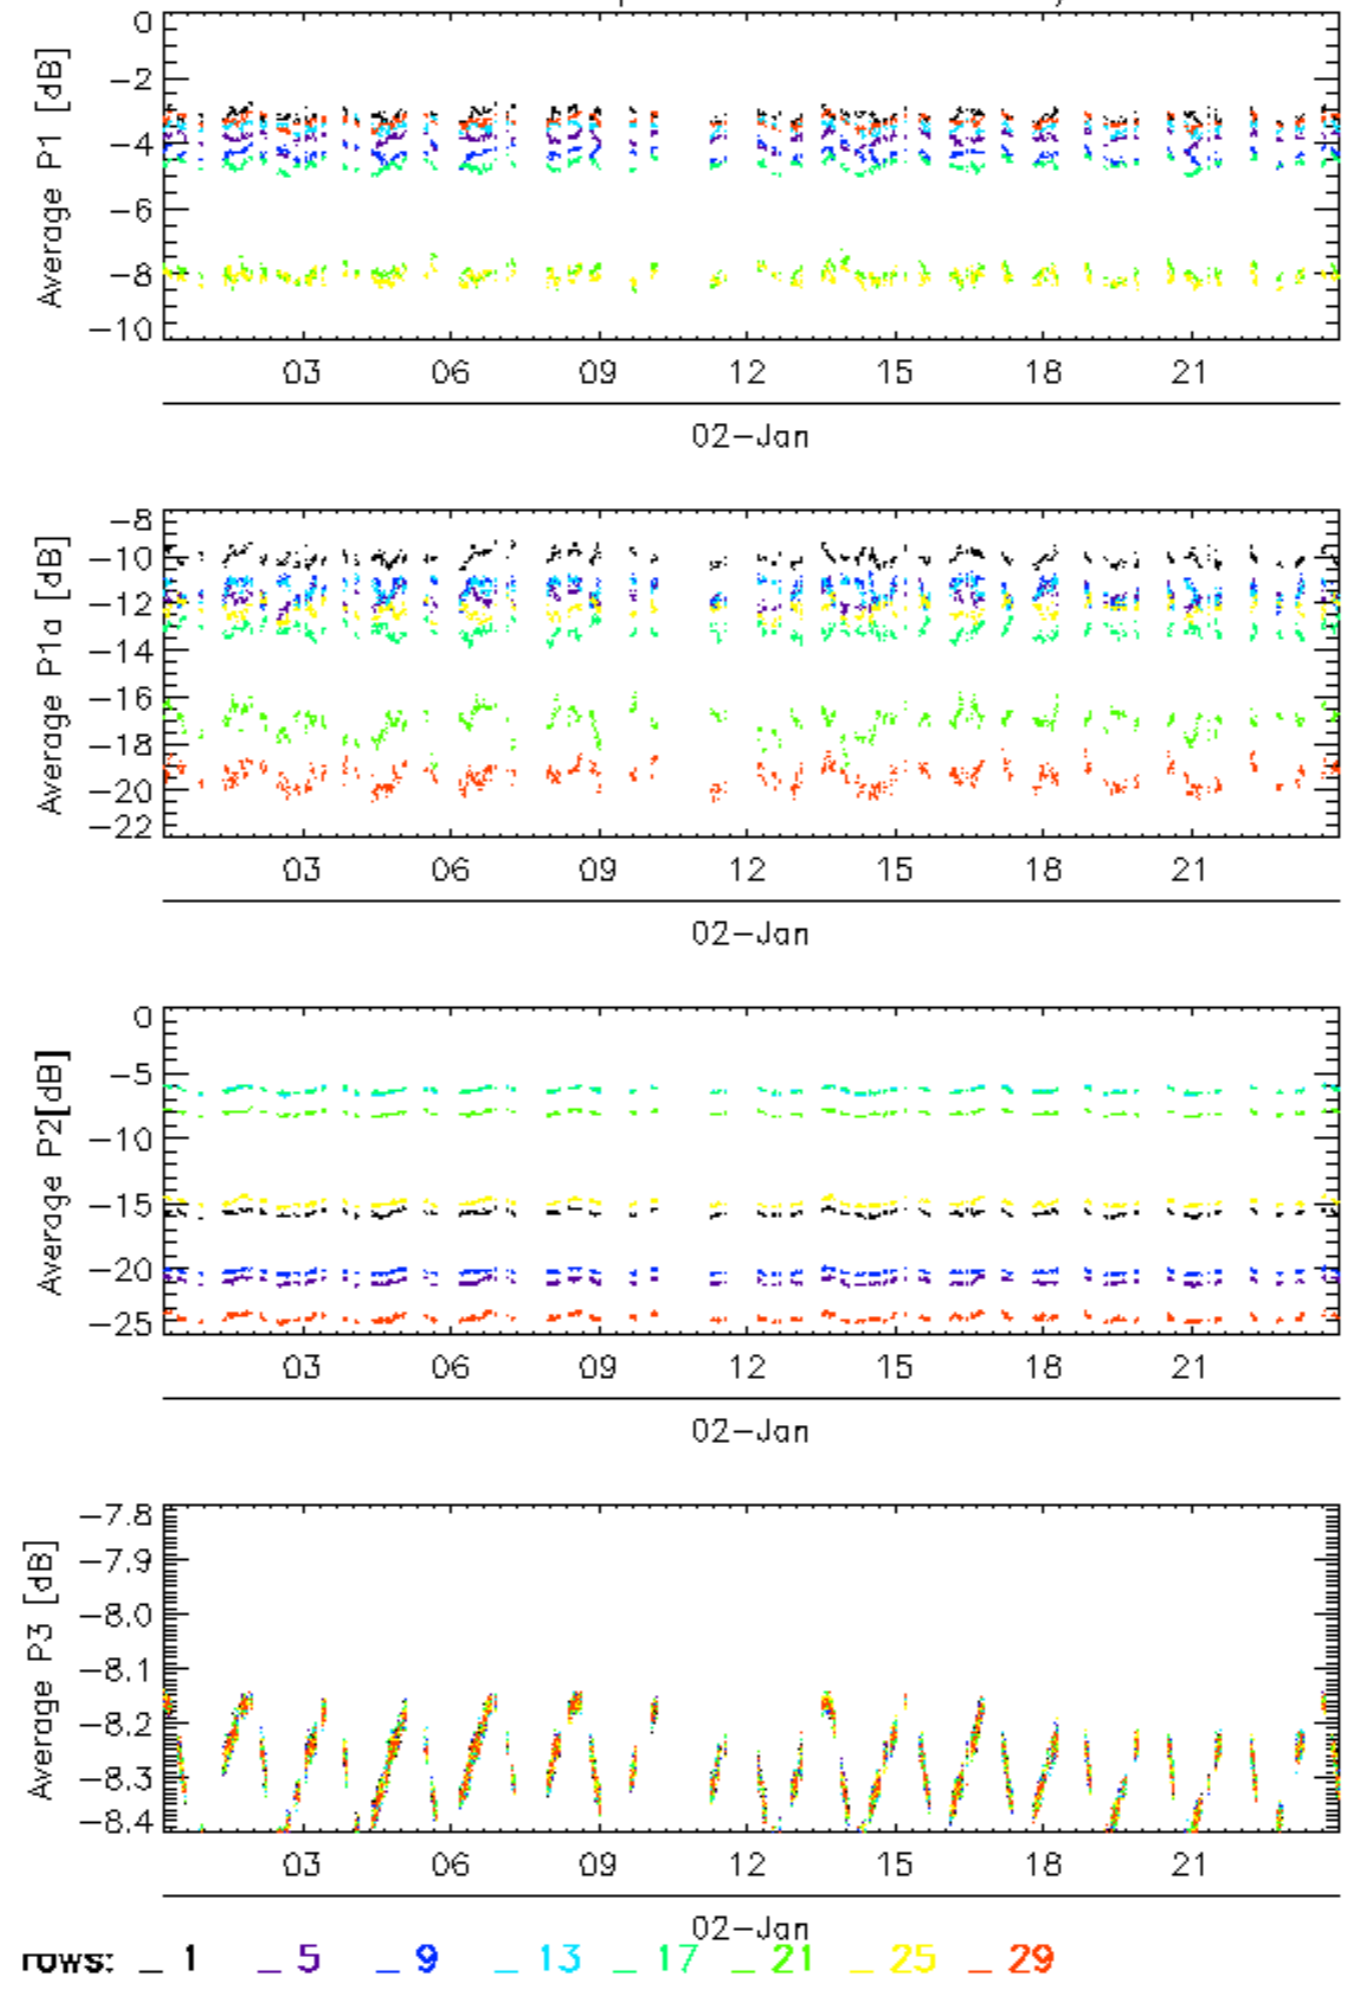 0
−2
−4
−6
−8
−10
Average P1 [dB]
03 06 09 12 15 18 21
02−Jan
−8
−10
−12
−14
−16
−18
−20
−22
Average P1a [dB]
03 06 09 12 15 18 21
02−Jan
0
−5
−10
−15
−20
−25
Average P2[dB]
03 06 09 12 15 18 21
02−Jan
−7.8
−7.9
−8.0
−8.1
−8.2
−8.3
−8.4
Average P3 [dB]
03 06 09 12 15 18 21
02−Jan
rows: _ 1 _ 5 _ 9 _ 13 _ 17 _ 21 _ 25 _ 29